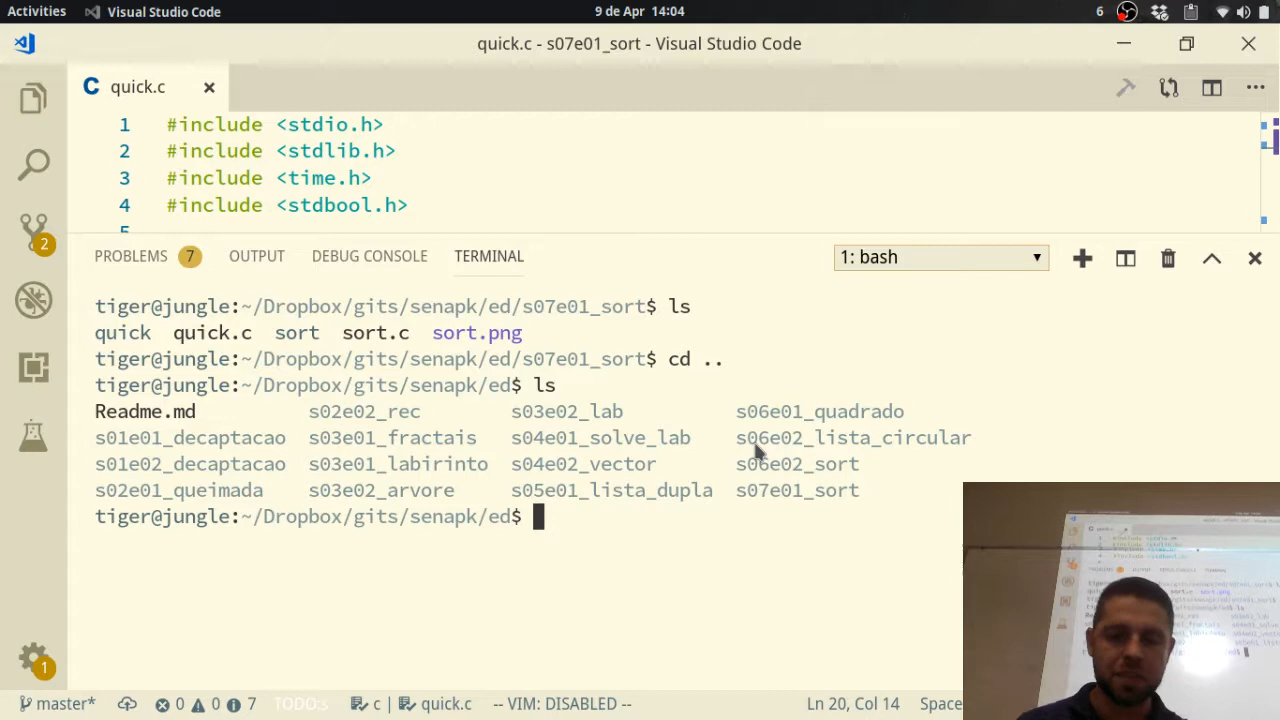 Activities Visual Studio Code 9 de Apr 14:04 6
quick.c - s07e01_sort - Visual Studio Code
C quick.c
1 #include <stdio.h>
2 #include <stdlib.h>
3 #include <time.h>
4 #include <stdbool.h>
5
PROBLEMS 7 OUTPUT DEBUG CONSOLE TERMINAL 1: bash
tiger@jungle:~/Dropbox/gits/senapk/ed/s07e01_sort$ ls
quick quick.c sort sort.c sort.png
tiger@jungle:~/Dropbox/gits/senapk/ed/s07e01_sort$ cd ..
tiger@jungle:~/Dropbox/gits/senapk/ed$ ls
Readme.md s02e02_rec s03e02_lab s06e01_quadrado
s01e01_decaptacao s03e01_fractais s04e01_solve_lab s06e02_lista_circular
s01e02_decaptacao s03e01_labirinto s04e02_vector s06e02_sort
s02e01_queimada s03e02_arvore s05e01_lista_dupla s07e01_sort
tiger@jungle:~/Dropbox/gits/senapk/ed$
2
1
master* 0 0 7 TODO:s c quick.c -- VIM: DISABLED -- Ln 20, Col 14 Space